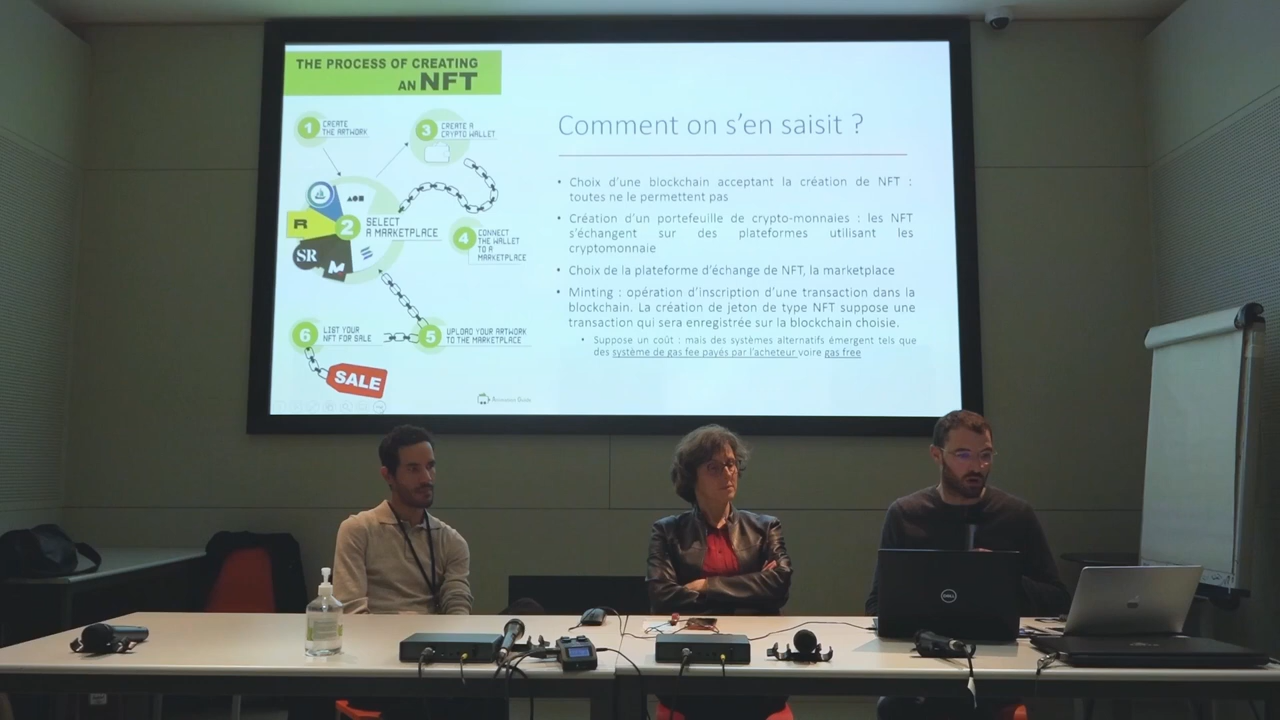 THE PROCESS OF CREATING
AN NFT
1
CREATE
THE ARTWORK
3
CREATE A
CRYPTO WALLET
R
SR
2
SELECT
A MARKETPLACE
4
CONNECT
THE WALLET
TO A
MARKETPLACE
6
LIST YOUR
NFT FOR SALE
5
UPLOAD YOUR ARTWORK
TO THE MARKETPLACE
SALE
Comment on s'en saisit ?
• Choix d'une blockchain acceptant la création de NFT :
toutes ne le permettent pas
• Création d'un portefeuille de crypto-monnaies : les NFT
s'échangent sur des plateformes utilisant les
cryptomonnaie
• Choix de la plateforme d'échange de NFT, la marketplace
• Minting : opération d'inscription d'une transaction dans la
blockchain. La création de jeton de type NFT suppose une
transaction qui sera enregistrée sur la blockchain choisie.
• Suppose un coût : mais des systèmes alternatifs émergent tels que
des système de gas fee payés par l'acheteur voire gas free
DELL